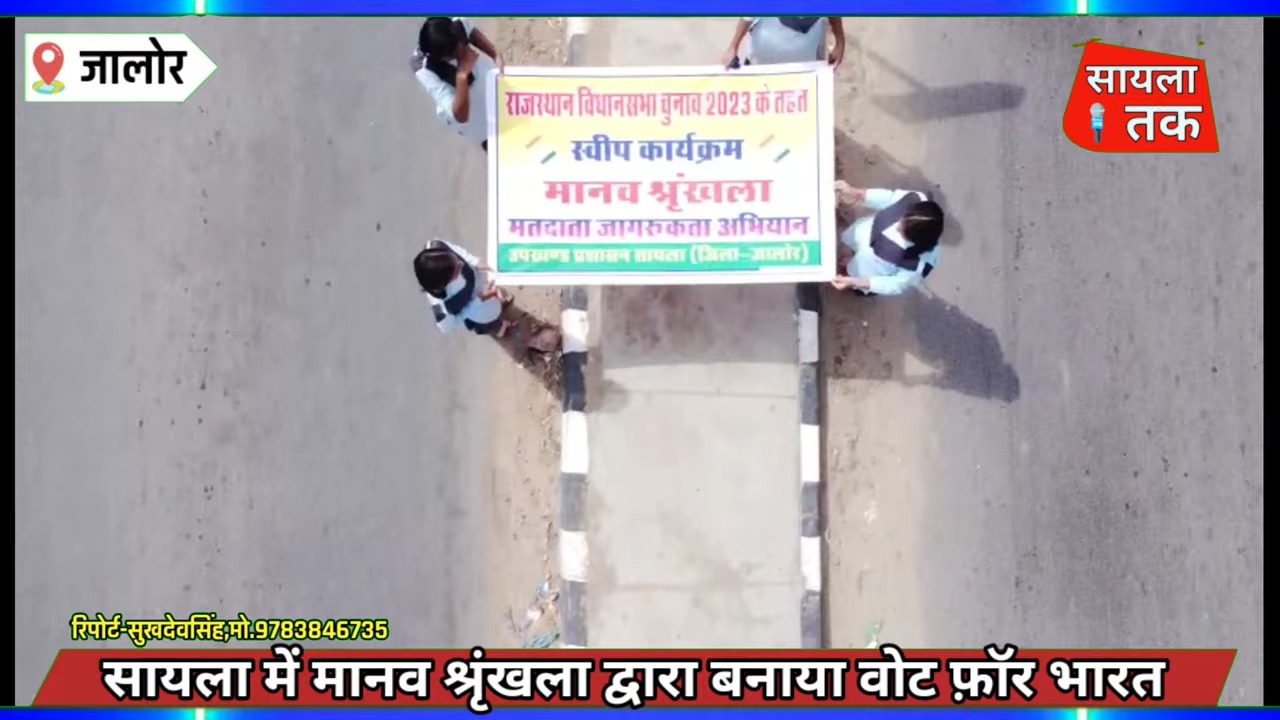 जालोर
सायला
तक
राजस्थान विधानसभा चुनाव 2023 के तहत
स्वीप कार्यक्रम
मानव श्रृंखला
मतदाता जागरुकता अभियान
उपखण्ड प्रशासन सायला (जिला-जालोर)
रिपोर्ट-सुखदेवसिंह,मो.9783846735
सायला में मानव श्रृंखला द्वारा बनाया वोट फ़ॉर भारत